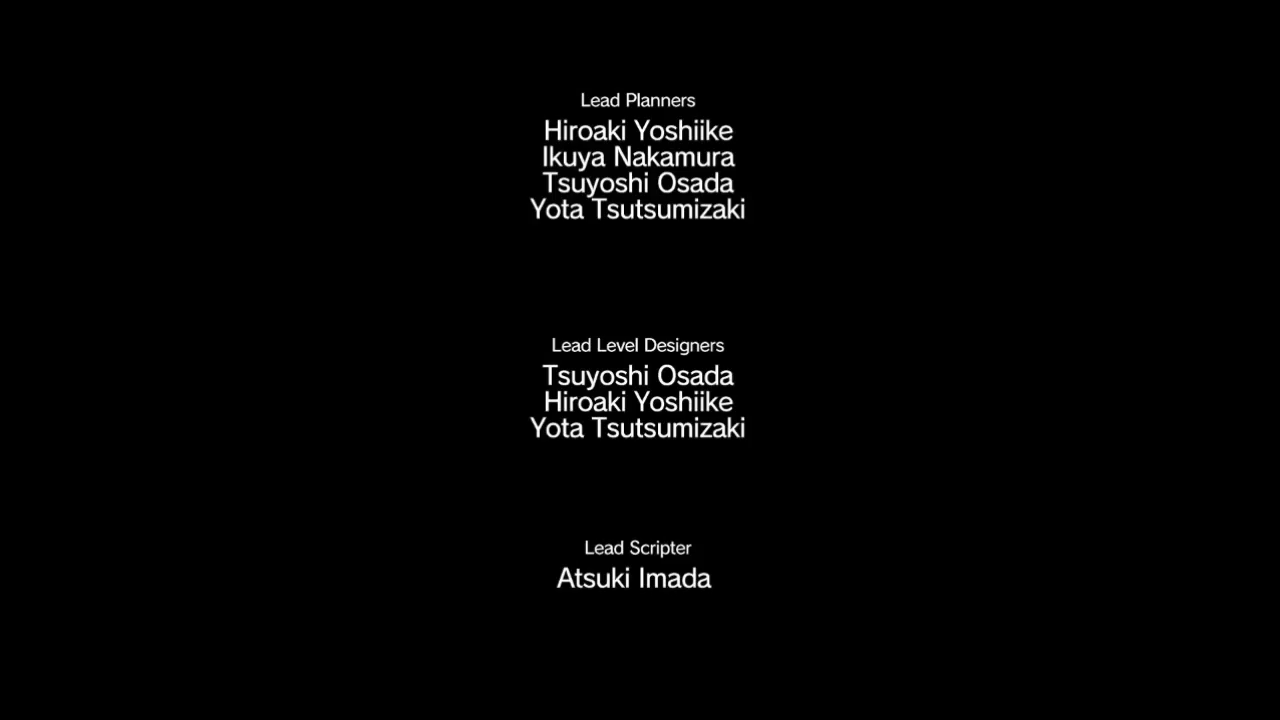 Lead Planners
Hiroaki Yoshiike
Ikuya Nakamura
Tsuyoshi Osada
Yota Tsutsumizaki
Lead Level Designers
Tsuyoshi Osada
Hiroaki Yoshiike
Yota Tsutsumizaki
Lead Scripter
Atsuki Imada